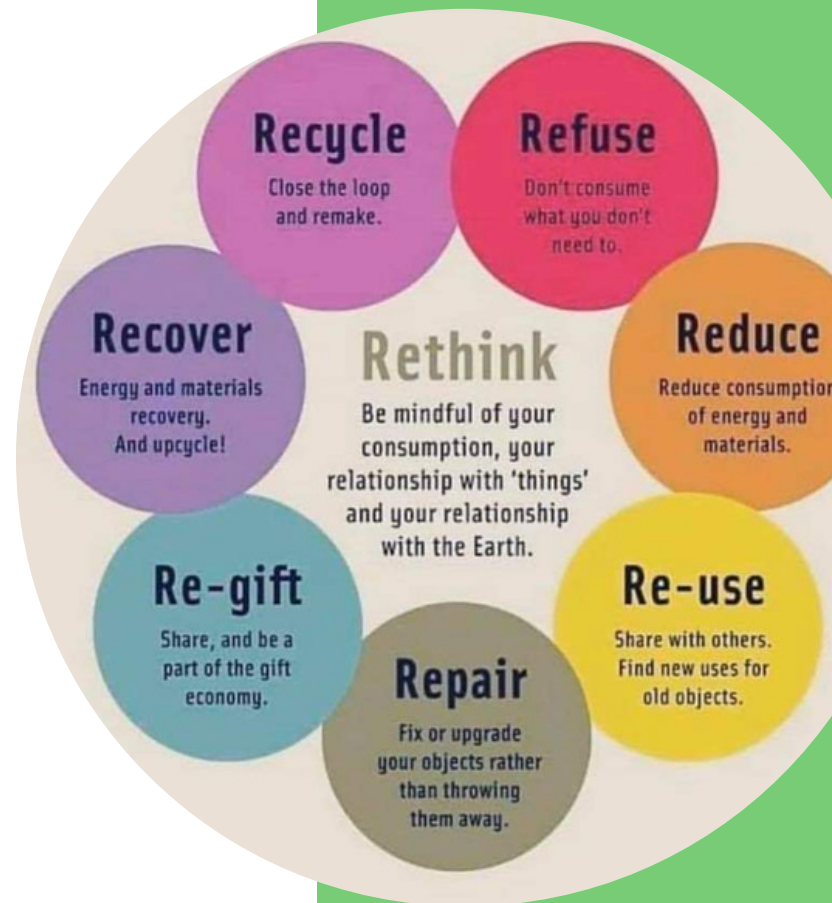 Recycle
Close the loop
and remake.
Refuse
Don't consume
what you don't
need to.
Reduce
Reduce consumption
of energy and
materials.
Re-use
Share with others.
Find new uses for
old objects.
Repair
Fix or upgrade
your objects rather
than throwing
them away.
Re-gift
Share, and be a
part of the gift
economy.
Recover
Energy and materials
recovery.
And upcycle!
Rethink
Be mindful of your
consumption, your
relationship with 'things'
and your relationship
with the Earth.